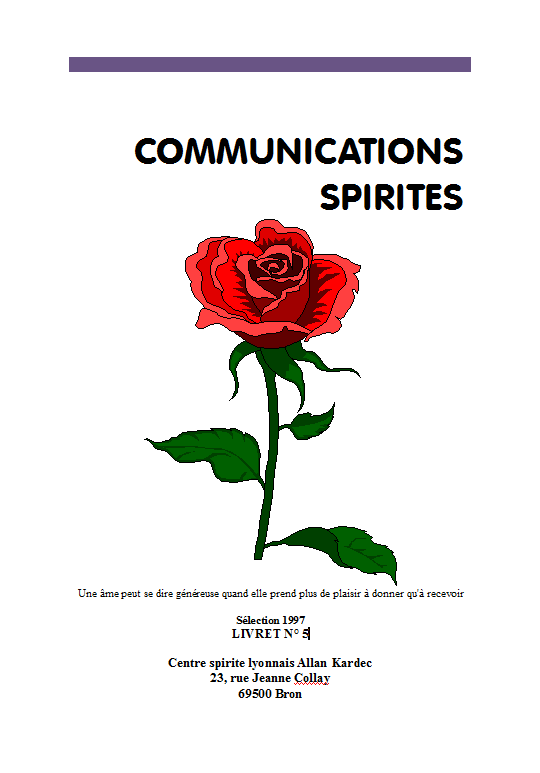 COMMUNICATIONS
SPIRITES
Une âme peut se dire généreuse quand elle prend plus de plaisir à donner qu'à recevoir
Sélection 1997
LIVRET N° 5
Centre spirite lyonnais Allan Kardec
23, rue Jeanne Collay
69500 Bron